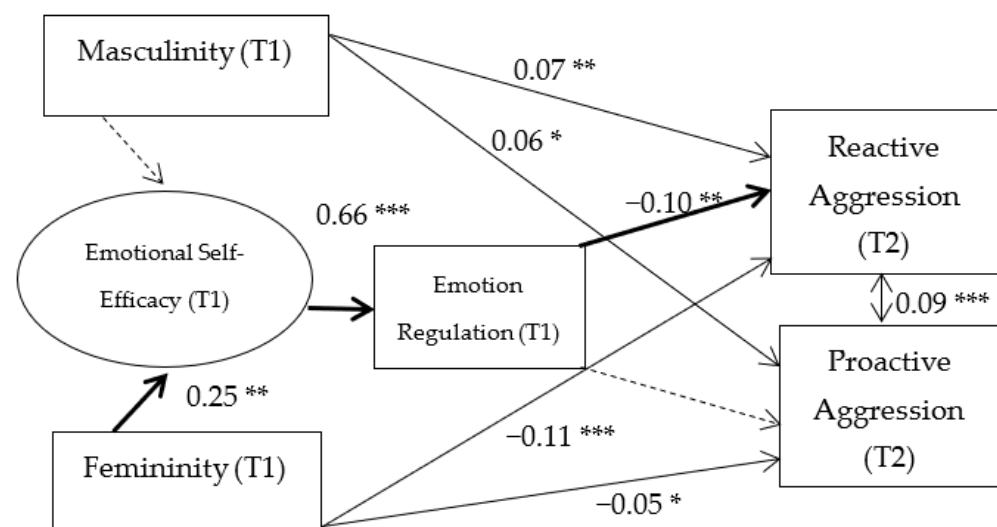 Masculinity (T1)
0.07 **
0.06 *
Reactive
Aggression
(T2)
−0.10 **
0.66 ***
Emotional Self-
Efficacy (T1)
Emotion
Regulation (T1)
0.09 ***
Proactive
Aggression
(T2)
0.25 **
−0.11 ***
Femininity (T1)
−0.05 *